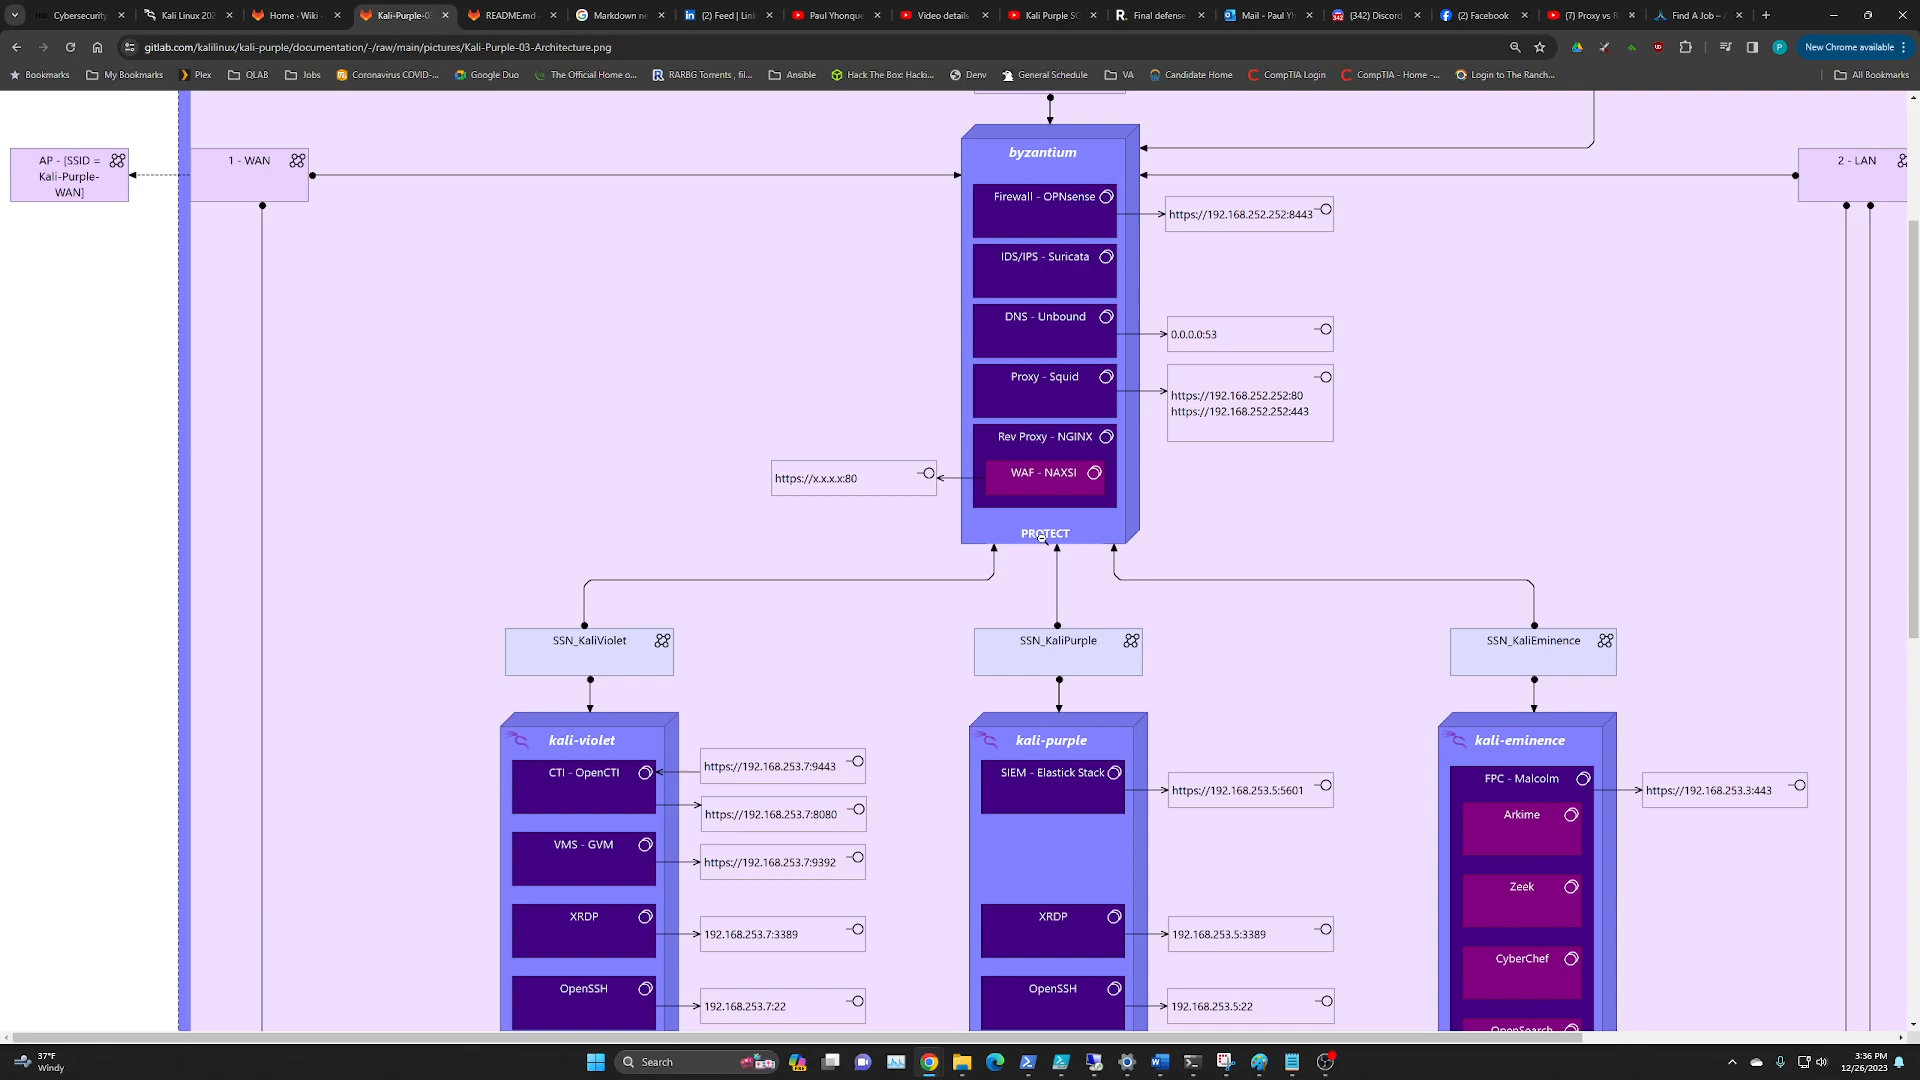 Cybersecurity
Kali Linux 202
Home · Wiki
Kali-Purple-0
README.md
Markdown ne
(2) Feed | Link
Paul Yhonque
Video details
Kali Purple SO
Final defense
Mail - Paul Yh
(342) Discord
(2) Facebook
(7) Proxy vs R
Find A Job –
gitlab.com/kalilinux/kali-purple/documentation/-/raw/main/pictures/Kali-Purple-03-Architecture.png
New Chrome available
Bookmarks
My Bookmarks
Plex
QLAB
Jobs
Coronavirus COVID-...
Google Duo
The Official Home o...
RARBG Torrents , fil...
Ansible
Hack The Box: Hacki...
Denv
General Schedule
VA
Candidate Home
CompTIA Login
CompTIA - Home -...
Login to The Ranch...
All Bookmarks
AP - [SSID =
Kali-Purple-
WAN]
1 - WAN
2 - LAN
byzantium
Firewall - OPNsense
https://192.168.252.252:8443
IDS/IPS - Suricata
DNS - Unbound
0.0.0.0:53
Proxy - Squid
https://192.168.252.252:80
https://192.168.252.252:443
Rev Proxy - NGINX
WAF - NAXSI
https://x.x.x.x:80
PROTECT
SSN_KaliViolet
SSN_KaliPurple
SSN_KaliEminence
kali-violet
CTI - OpenCTI
https://192.168.253.7:9443
https://192.168.253.7:8080
VMS - GVM
https://192.168.253.7:9392
XRDP
192.168.253.7:3389
OpenSSH
192.168.253.7:22
kali-purple
SIEM - Elastick Stack
https://192.168.253.5:5601
XRDP
192.168.253.5:3389
OpenSSH
192.168.253.5:22
kali-eminence
FPC - Malcolm
https://192.168.253.3:443
Arkime
Zeek
CyberChef
OpenSearch
37°F
Windy
Search
3:36 PM
12/26/2023